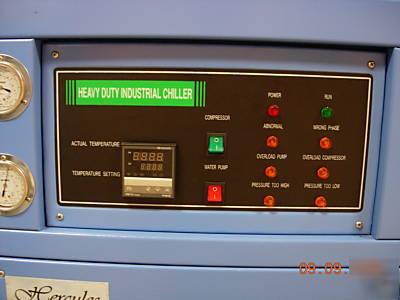 HEAVY DUTY INDUSTRIAL CHILLER
POWER
RUN
COMPRESSOR
ABNORMAL
WRONG PHASE
ACTUAL TEMPERATURE
OVERLOAD PUMP
OVERLOAD COMPRESSOR
WATER PUMP
TEMPERATURE SETTING
PRESSURE TOO HIGH
PRESSURE TOO LOW
Hercules